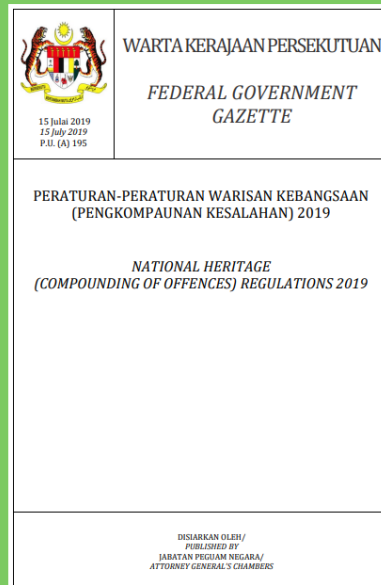 WARTA KERAJAAN PERSEKUTUAN
FEDERAL GOVERNMENT
GAZETTE
15 Julai 2019
15 July 2019
P.U. (A) 195
PERATURAN-PERATURAN WARISAN KEBANGSAAN
(PENGKOMPAUNAN KESALAHAN) 2019
NATIONAL HERITAGE
(COMPOUNDING OF OFFENCES) REGULATIONS 2019
DISIARKAN OLEH/
PUBLISHED BY
JABATAN PEGUAM NEGARA/
ATTORNEY GENERAL'S CHAMBERS